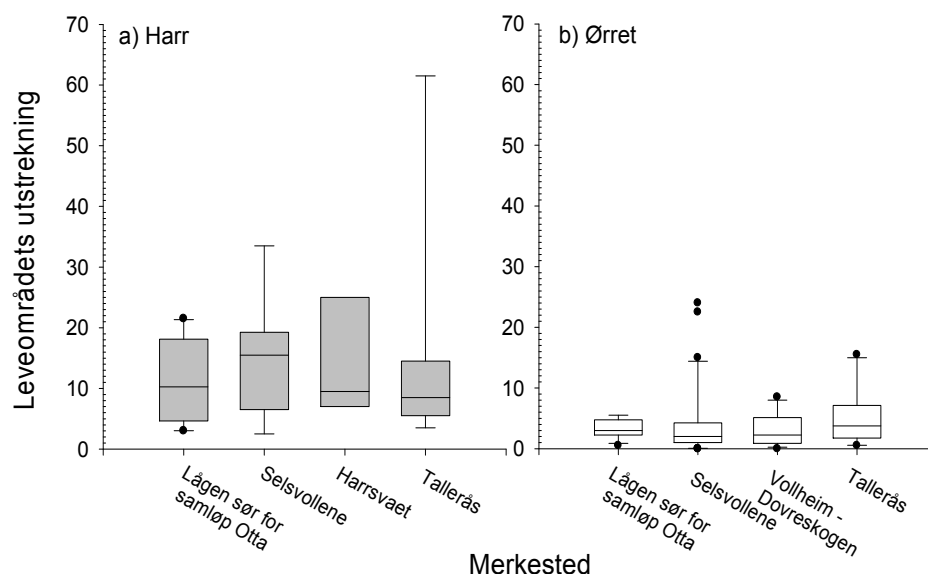 Leveområdets utstrekning
a) Harr
70
60
50
40
30
20
10
0
Lågen sør for
samløp Otta
Selsvollene
Harrsvaet
Tallerås
b) Ørret
70
60
50
40
30
20
10
0
Lågen sør for
samløp Otta
Selsvollene
Vollheim -
Dovreskogen
Tallerås
Merkested